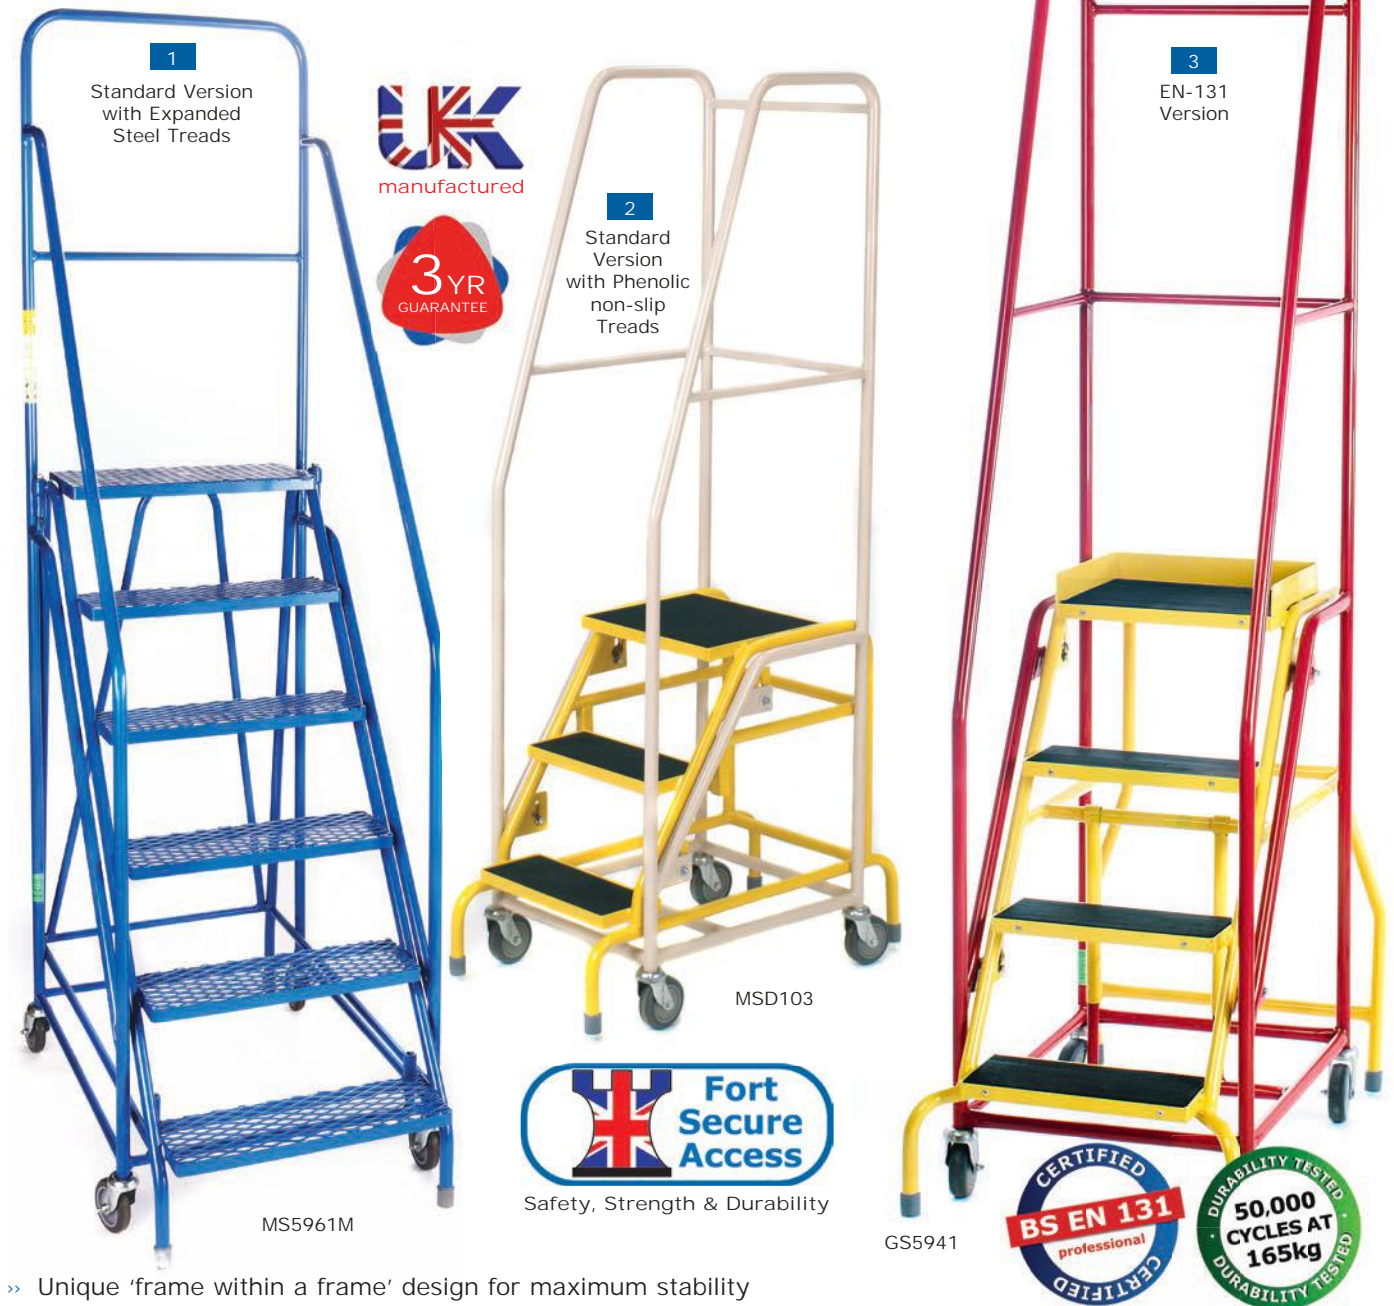 1
Standard Version
with Expanded
Steel Treads
UK
manufactured
3 YR
GUARANTEE
2
Standard
Version
with Phenolic
non-slip
Treads
3
EN-131
Version
MSD103
Fort
Secure
Access
Safety, Strength & Durability
MS5961M
GS5941
CERTIFIED
BS EN 131
professional
CERTIFIED
DURABILITY TESTED
50,000
CYCLES AT
165kg
DURABILITY TESTED
›› Unique ‘frame within a frame’ design for maximum stability